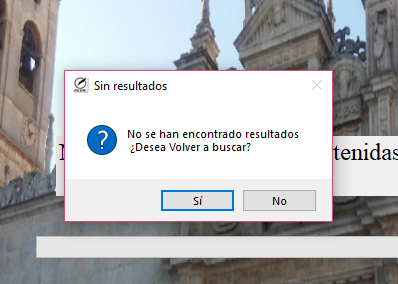 Sin resultados
No se han encontrado resultados
¿Desea Volver a buscar?
tenidas
Sí
No